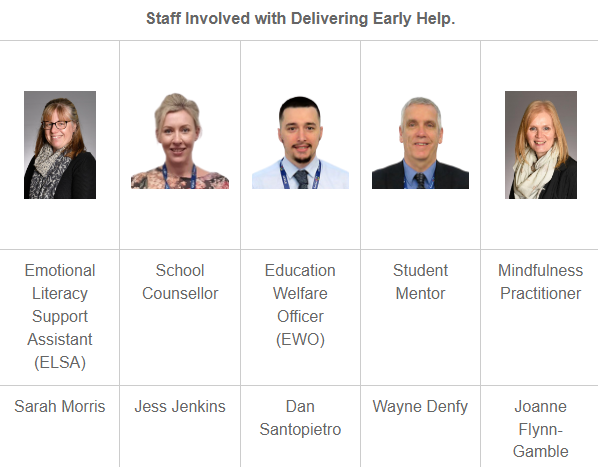 Staff Involved with Delivering Early Help.
Emotional
Literacy
Support
Assistant
(ELSA)
School
Counsellor
Education
Welfare
Officer
(EWO)
Student
Mentor
Mindfulness
Practitioner
Sarah Morris
Jess Jenkins
Dan
Santopietro
Wayne Denfy
Joanne
Flynn-
Gamble